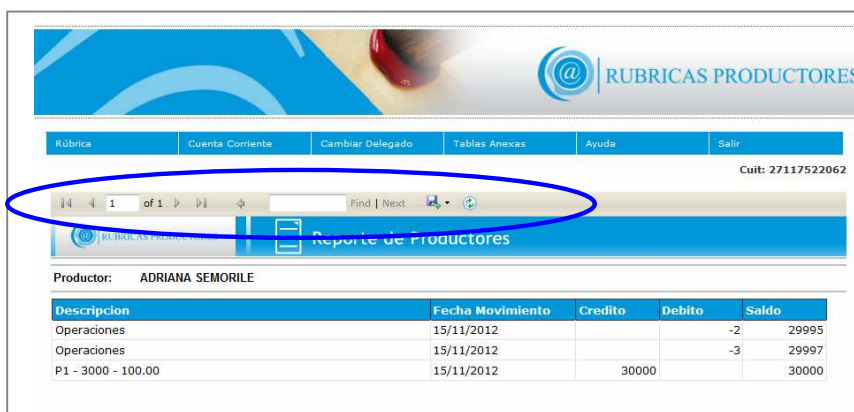 @ RUBRICAS PRODUCTORES
Rúbrica Cuenta Corriente Cambiar Delegado Tablas Anexas Ayuda Salir
Cuit: 27117522062
1 of 1 Find | Next
@ RUBRICAS PRODUCTORES Reporte de Productores
Productor: ADRIANA SEMORILE
Descripcion Fecha Movimiento Credito Debito Saldo
Operaciones 15/11/2012 -2 29995
Operaciones 15/11/2012 -3 29997
P1 - 3000 - 100.00 15/11/2012 30000 30000